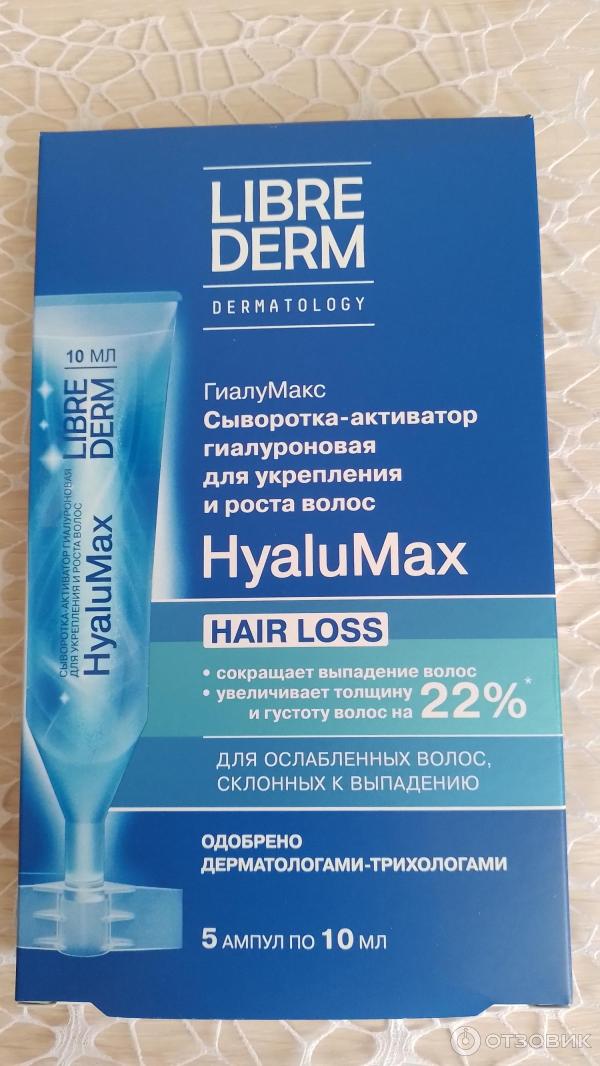 LIBRE
DERM
DERMATOLOGY
ГиалуМакс
Сыворотка-активатор
гиалуроновая
для укрепления
и роста волос
HyaluMax
HAIR LOSS
• сокращает выпадение волос
• увеличивает толщину
и густоту волос на 22%*
ДЛЯ ОСЛАБЛЕННЫХ ВОЛОС,
СКЛОННЫХ К ВЫПАДЕНИЮ
ОДОБРЕНО
ДЕРМАТОЛОГАМИ-ТРИХОЛОГАМИ
5 АМПУЛ ПО 10 МЛ
10 МЛ
LIBRE
DERM
СЫВОРОТКА-АКТИВАТОР ГИАЛУРОНОВАЯ
ДЛЯ УКРЕПЛЕНИЯ И РОСТА ВОЛОС
HyaluMax
ОТЗОВИК